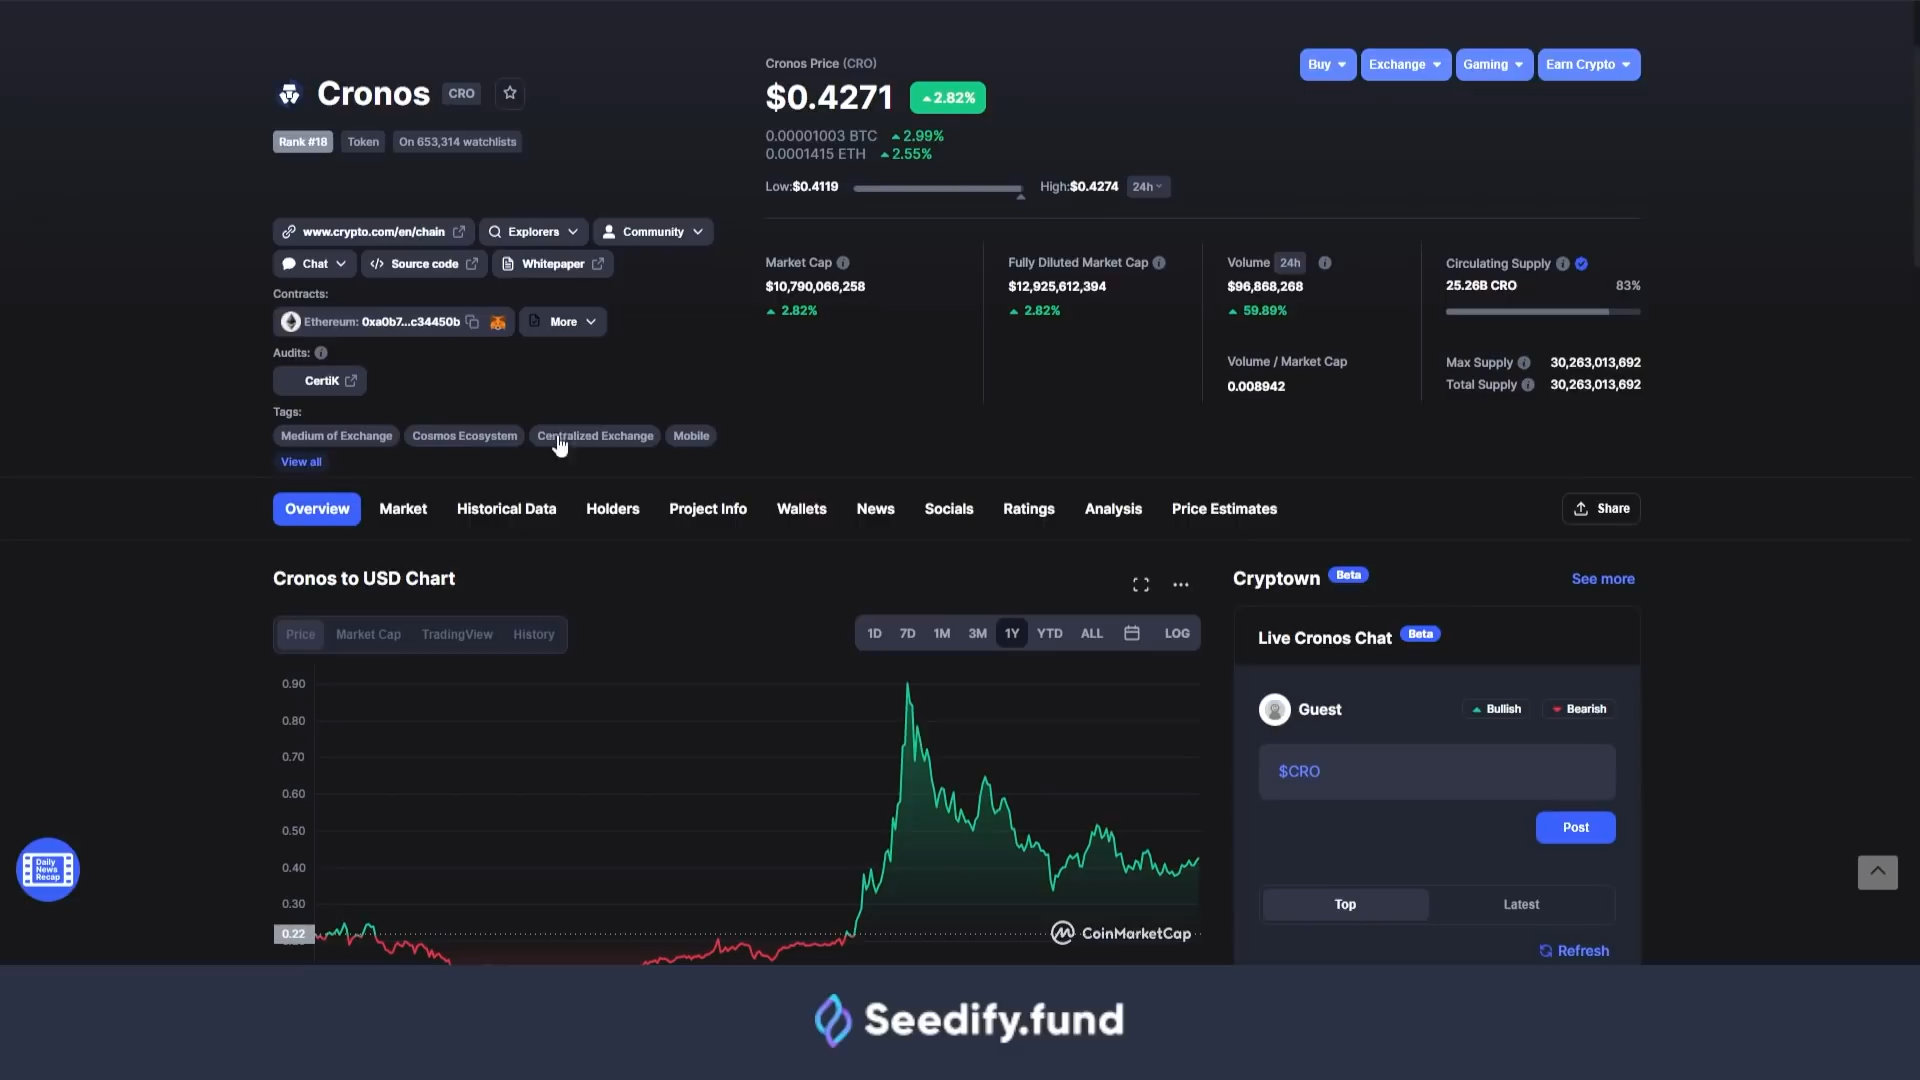 Cronos CRO
Rank #18 Token On 653,314 watchlists
www.crypto.com/en/chain Explorers Community
Chat Source code Whitepaper
Contracts:
Ethereum: 0xa0b7...c34450b More
Audits:
CertiK
Tags:
Medium of Exchange Cosmos Ecosystem Centralized Exchange Mobile
View all
Cronos Price (CRO)
$0.4271 2.82%
0.00001003 BTC 2.99%
0.0001415 ETH 2.55%
Low:$0.4119 High:$0.4274 24h
Buy Exchange Gaming Earn Crypto
Market Cap
$10,790,066,258
2.82%
Fully Diluted Market Cap
$12,925,612,394
2.82%
Volume 24h
$96,868,268
59.89%
Volume / Market Cap
0.008942
Circulating Supply
25.26B CRO 83%
Max Supply 30,263,013,692
Total Supply 30,263,013,692
Overview Market Historical Data Holders Project Info Wallets News Socials Ratings Analysis Price Estimates Share
Cronos to USD Chart
Price Market Cap TradingView History
1D 7D 1M 3M 1Y YTD ALL LOG
0.90
0.80
0.70
0.60
0.50
0.40
0.30
0.22
CoinMarketCap
Cryptown Beta See more
Live Cronos Chat Beta
Guest Bullish Bearish
$CRO
Post
Top Latest
Refresh
Daily
News
Recap
Seedify.fund